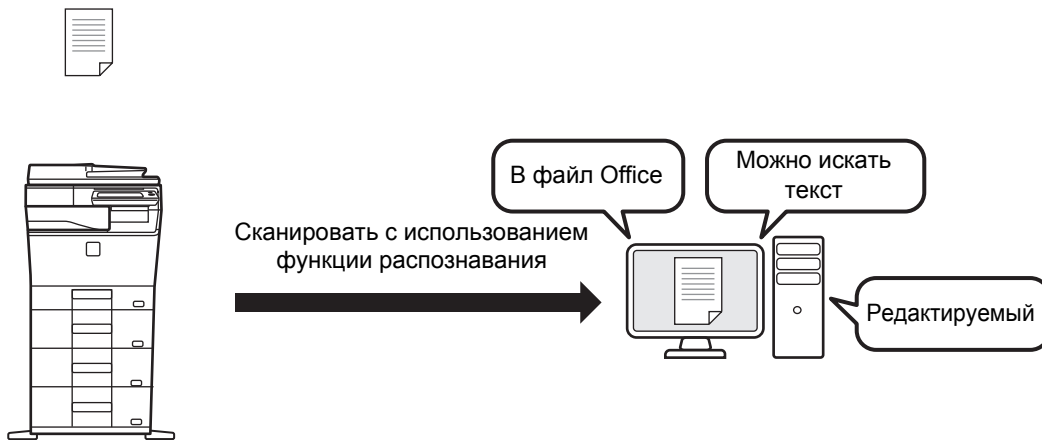 В файл Office
Можно искать
текст
Сканировать с использованием
функции распознавания
Редактируемый